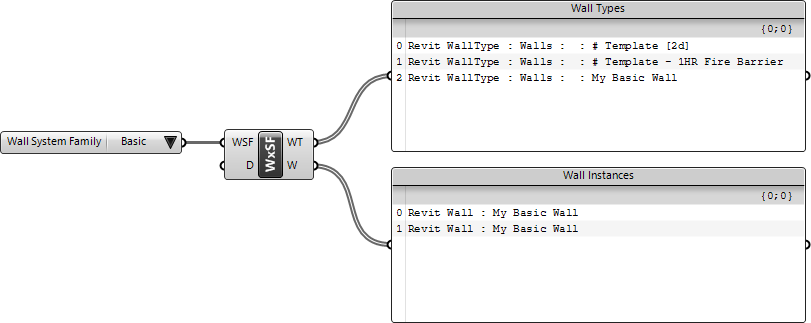 Wall Types
{0;0}
0 Revit WallType : Walls :  : # Template [2d]
1 Revit WallType : Walls :  : # Template - 1HR Fire Barrier
2 Revit WallType : Walls :  : My Basic Wall
Wall System Family Basic
WSF WxSF WT
D W
Wall Instances
{0;0}
0 Revit Wall : My Basic Wall
1 Revit Wall : My Basic Wall